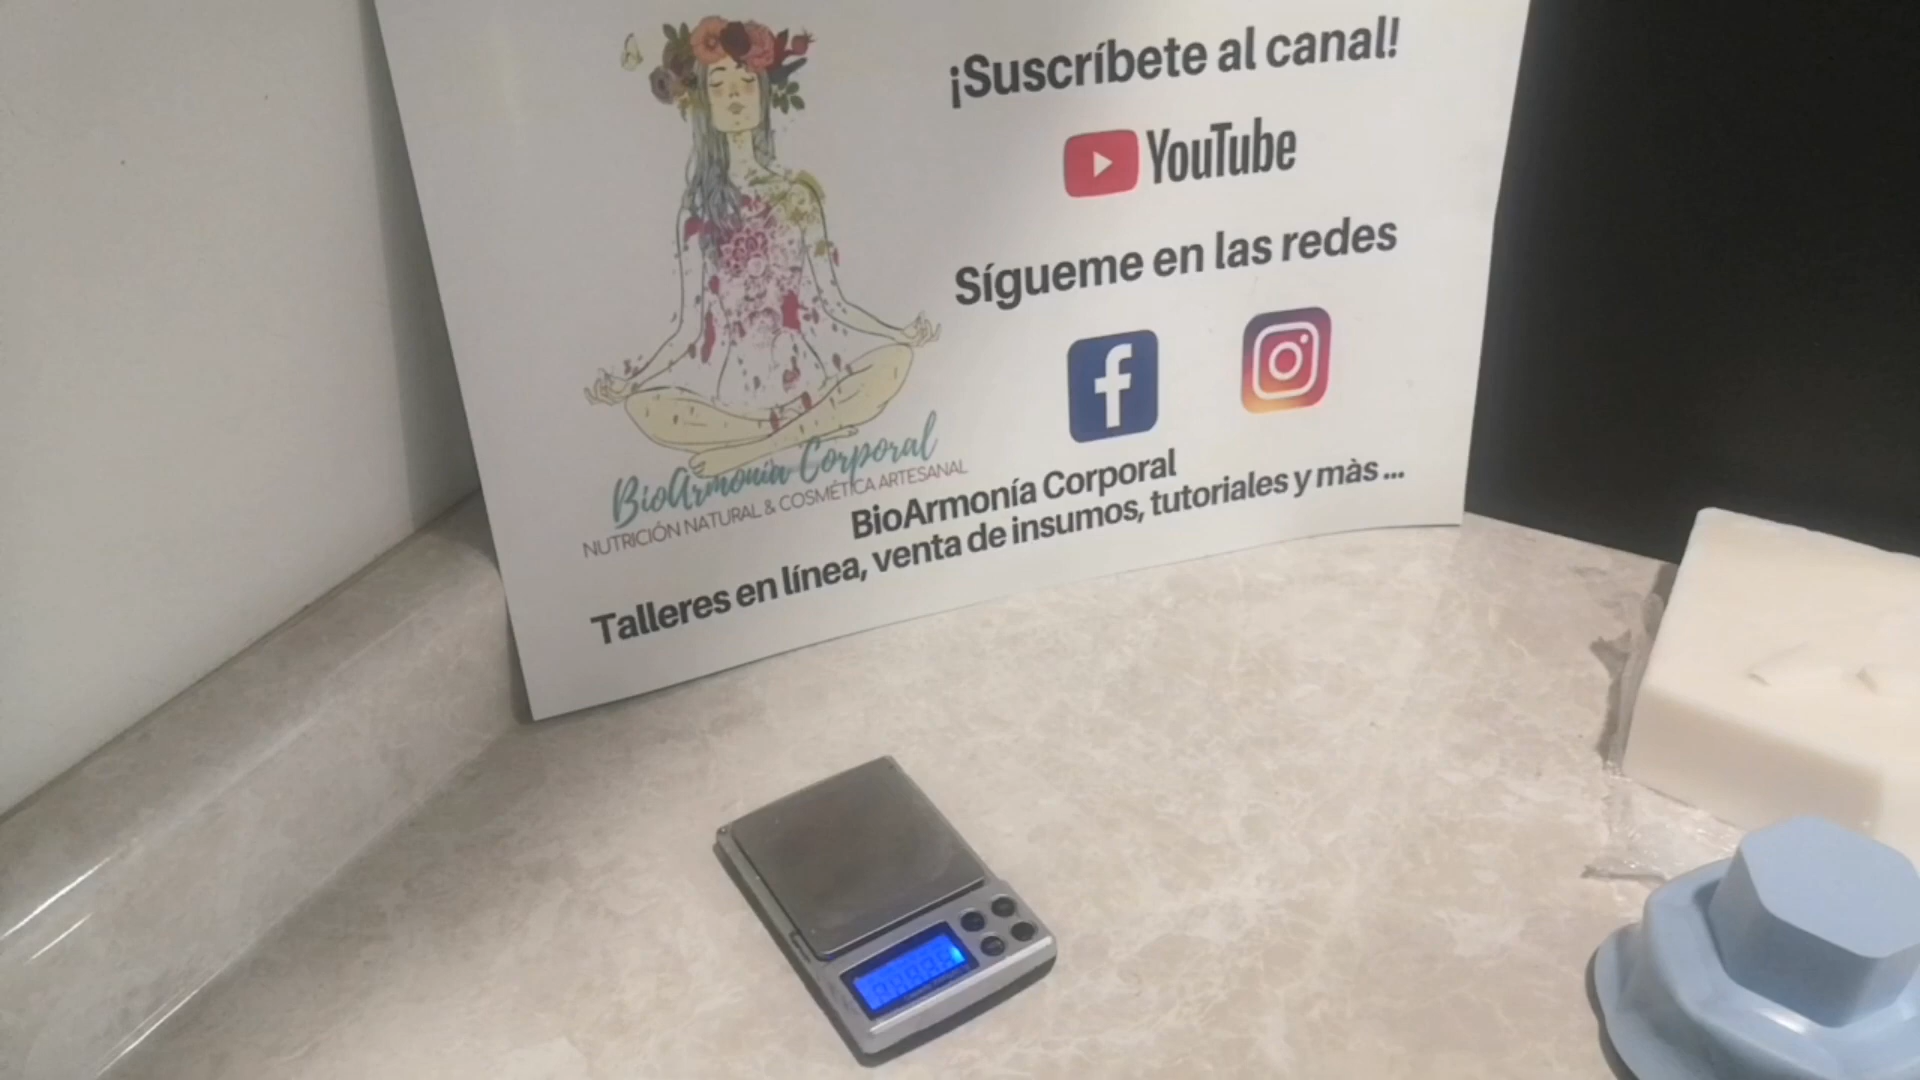 ¡Suscríbete al canal!
YouTube
Sígueme en las redes
BioArmonía Corporal
NUTRICIÓN NATURAL & COSMÉTICA ARTESANAL
BioArmonía Corporal
Talleres en línea, venta de insumos, tutoriales y màs ...